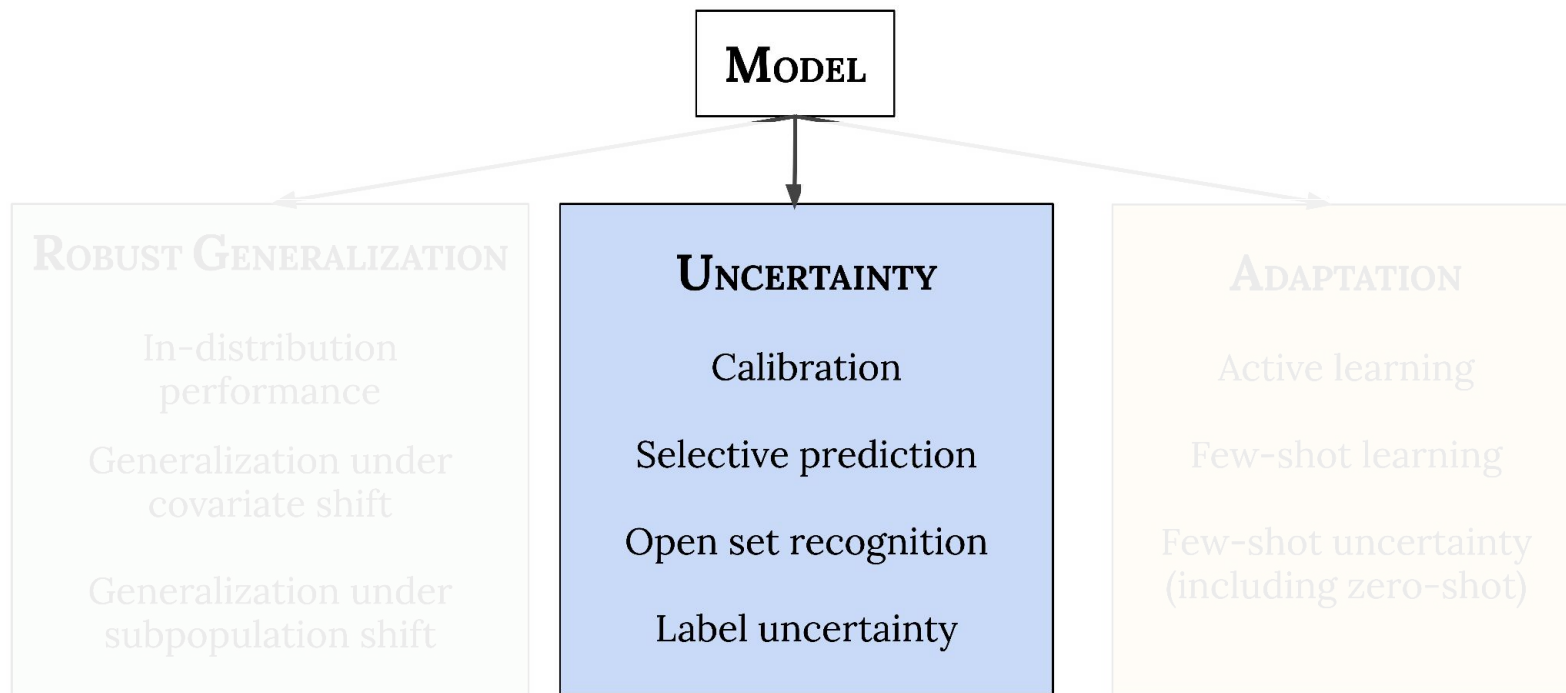 MODEL
ROBUST GENERALIZATION
In-distribution
performance
Generalization under
covariate shift
Generalization under
subpopulation shift
UNCERTAINTY
Calibration
Selective prediction
Open set recognition
Label uncertainty
ADAPTATION
Active learning
Few-shot learning
Few-shot uncertainty
(including zero-shot)